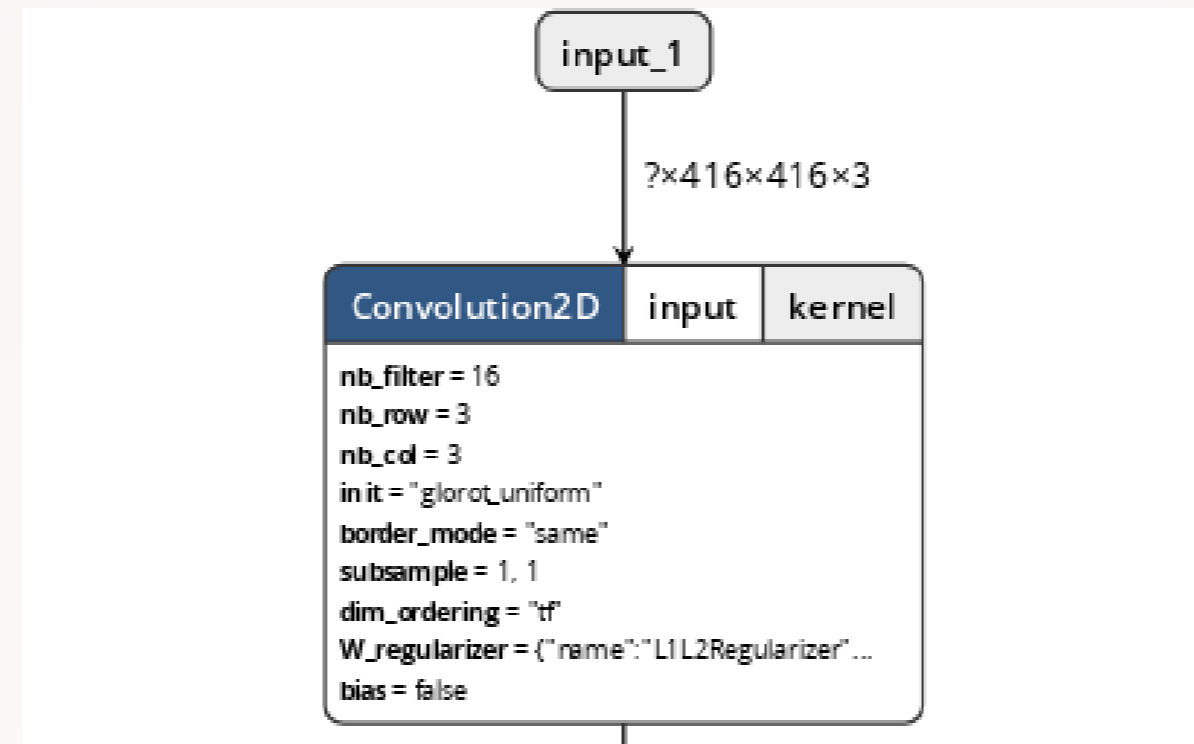 input_1
?×416×416×3
Convolution2D input kernel
nb_filter = 16
nb_row = 3
nb_col = 3
init = "glorot_uniform"
border_mode = "same"
subsample = 1, 1
dim_ordering = "tf"
W_regularizer = {"name":"L1L2Regularizer"...
bias = false